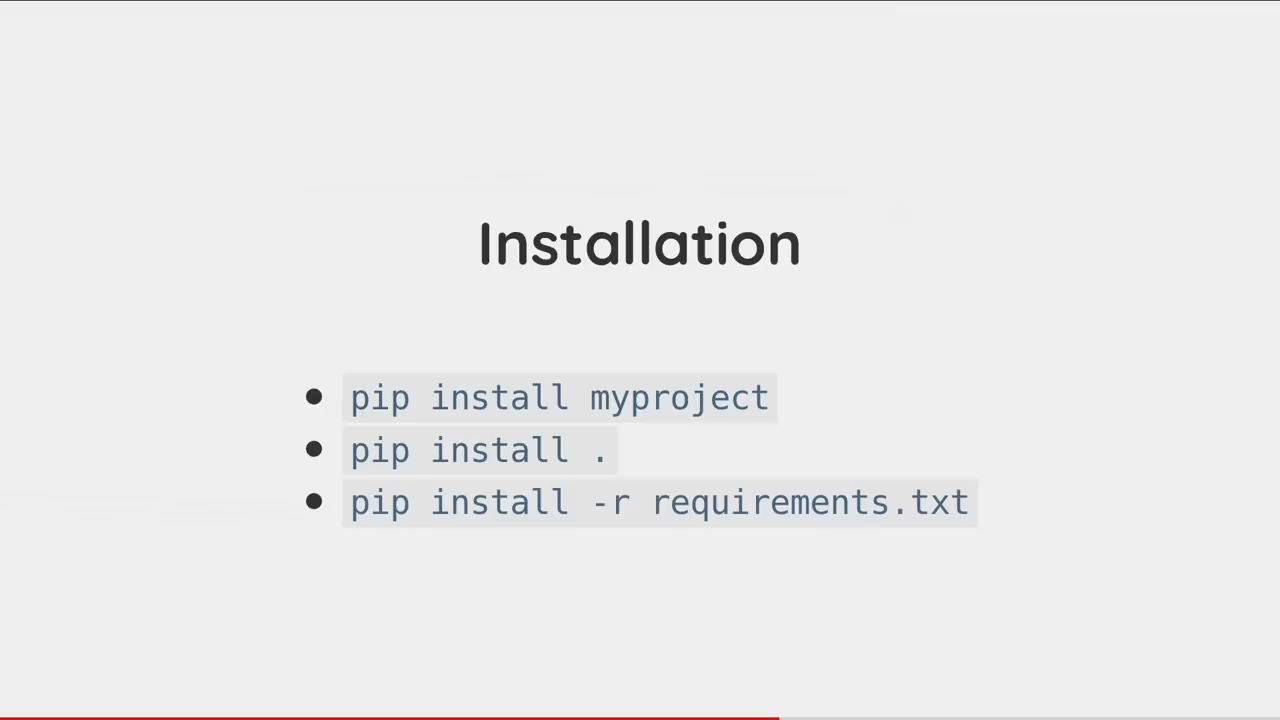 Installation
pip install myproject
pip install .
pip install -r requirements.txt